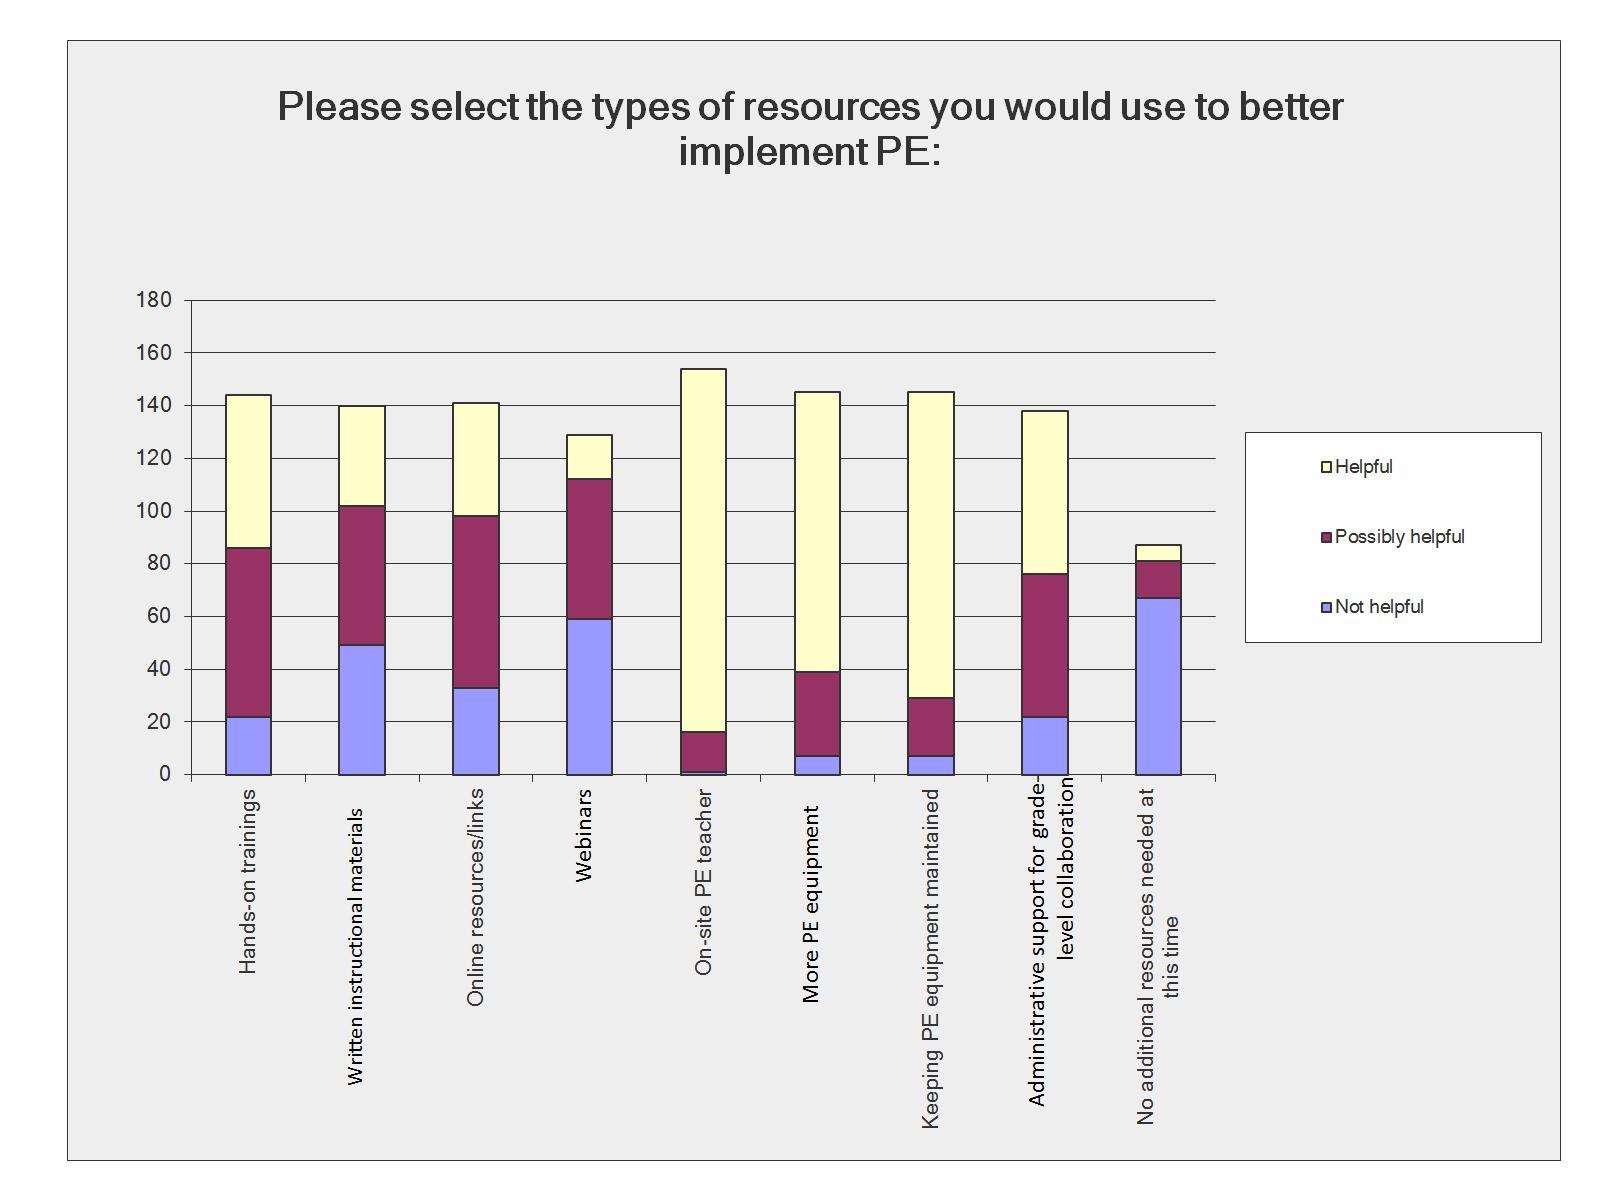 Please select the types of resources you would use to better
implement PE:
180
160
140
120
100
80
60
40
20
0
Helpful
Possibly helpful
Not helpful
Hands-on trainings
Written instructional materials
Online resources/links
Webinars
On-site PE teacher
More PE equipment
Keeping PE equipment maintained
Administrative support for grade-
level collaboration
No additional resources needed at
this time